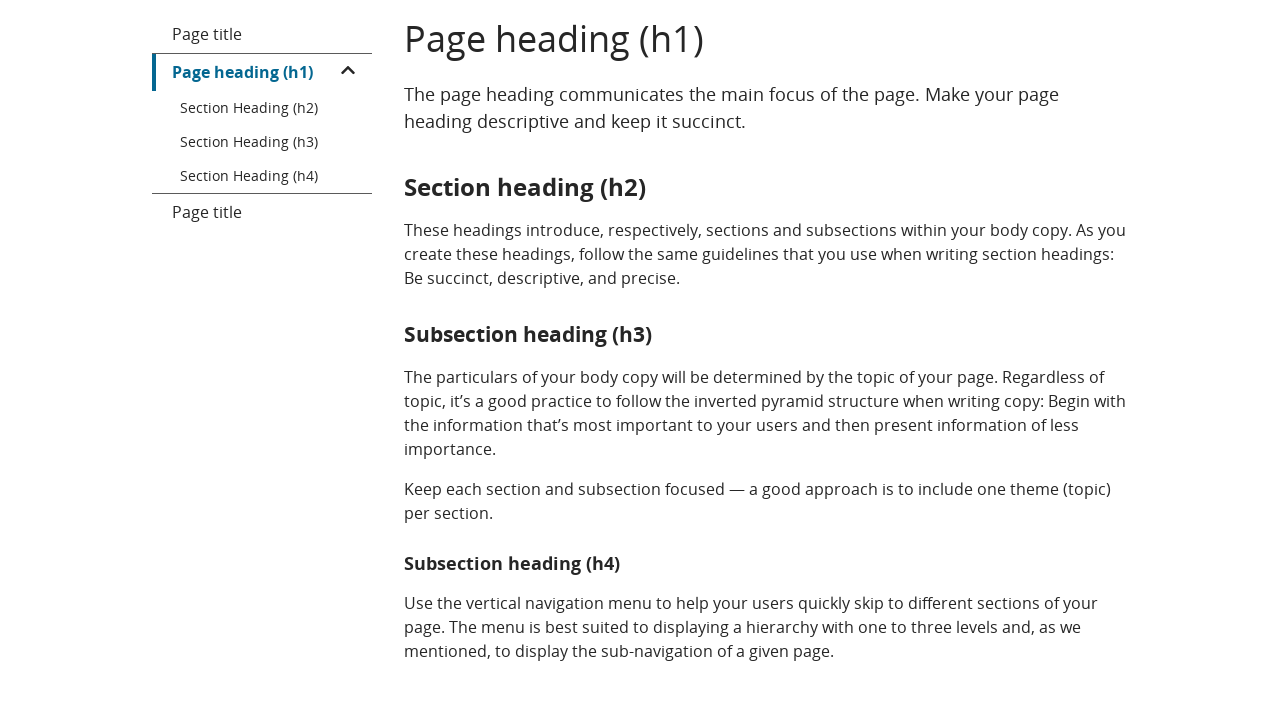 Page title
Page heading (h1)
Section Heading (h2)
Section Heading (h3)
Section Heading (h4)
Page title
Page heading (h1)
The page heading communicates the main focus of the page. Make your page
heading descriptive and keep it succinct.
Section heading (h2)
These headings introduce, respectively, sections and subsections within your body copy. As you
create these headings, follow the same guidelines that you use when writing section headings:
Be succinct, descriptive, and precise.
Subsection heading (h3)
The particulars of your body copy will be determined by the topic of your page. Regardless of
topic, it’s a good practice to follow the inverted pyramid structure when writing copy: Begin with
the information that’s most important to your users and then present information of less
importance.
Keep each section and subsection focused — a good approach is to include one theme (topic)
per section.
Subsection heading (h4)
Use the vertical navigation menu to help your users quickly skip to different sections of your
page. The menu is best suited to displaying a hierarchy with one to three levels and, as we
mentioned, to display the sub-navigation of a given page.